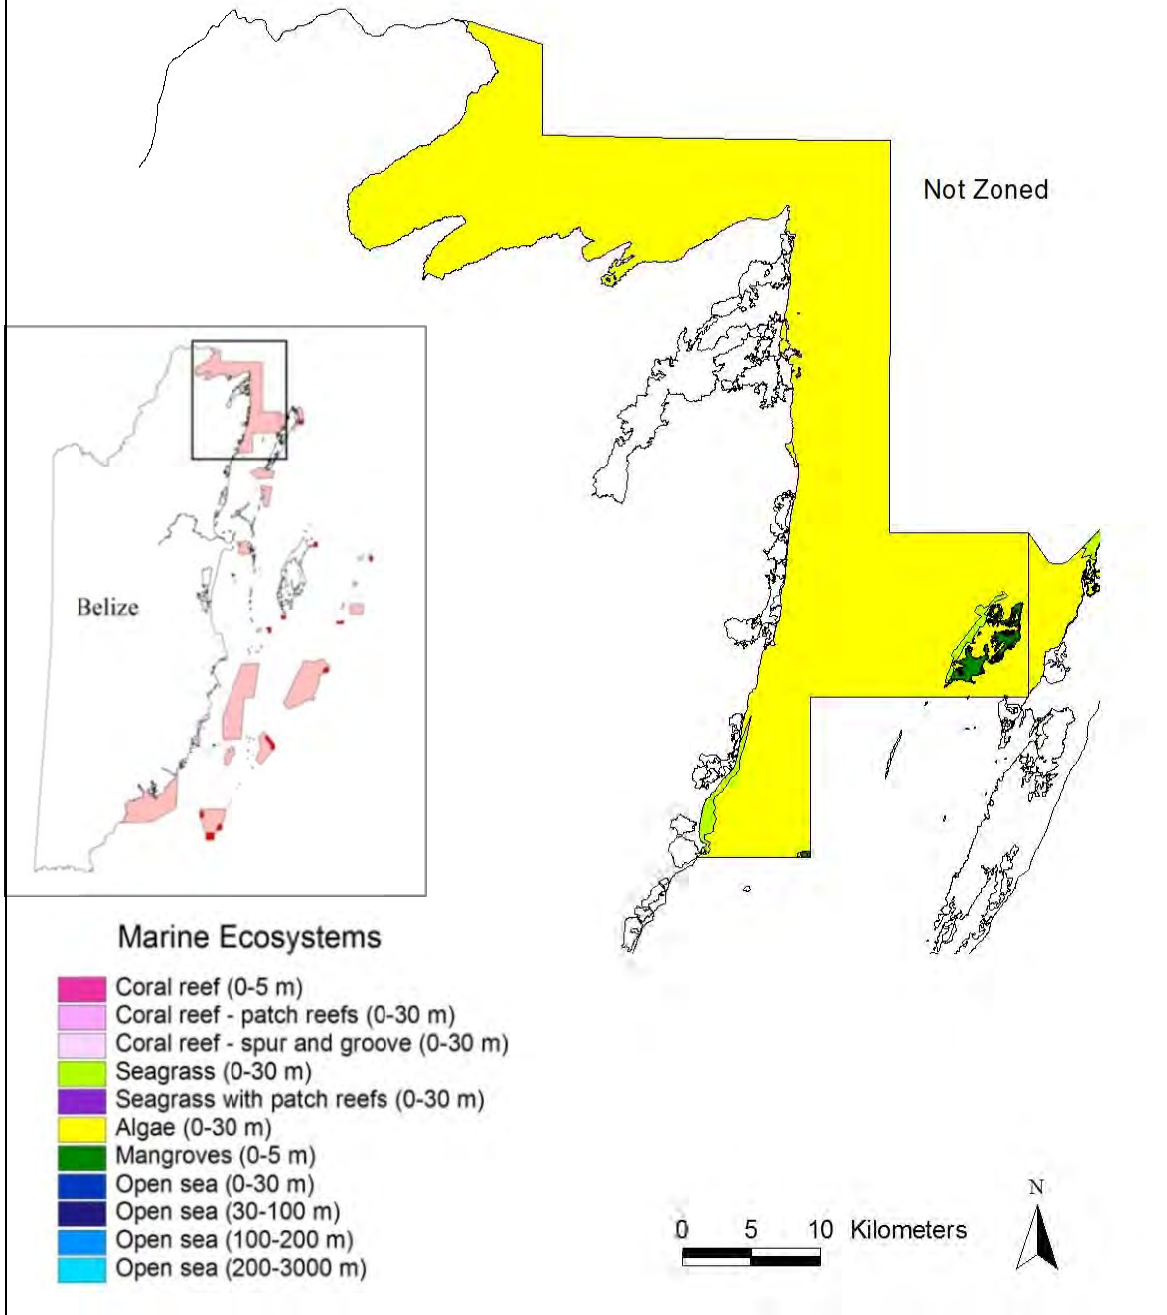 Not Zoned
Belize
Marine Ecosystems
Coral reef (0-5 m)
Coral reef - patch reefs (0-30 m)
Coral reef - spur and groove (0-30 m)
Seagrass (0-30 m)
Seagrass with patch reefs (0-30 m)
Algae (0-30 m)
Mangroves (0-5 m)
Open sea (0-30 m)
Open sea (30-100 m)
Open sea (100-200 m)
Open sea (200-3000 m)
0 5 10 Kilometers
N